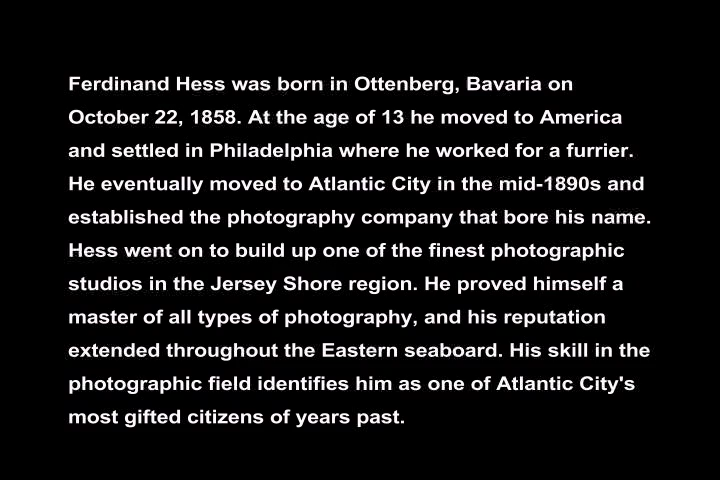 Ferdinand Hess was born in Ottenberg, Bavaria on
October 22, 1858. At the age of 13 he moved to America
and settled in Philadelphia where he worked for a furrier.
He eventually moved to Atlantic City in the mid-1890s and
established the photography company that bore his name.
Hess went on to build up one of the finest photographic
studios in the Jersey Shore region. He proved himself a
master of all types of photography, and his reputation
extended throughout the Eastern seaboard. His skill in the
photographic field identifies him as one of Atlantic City's
most gifted citizens of years past.